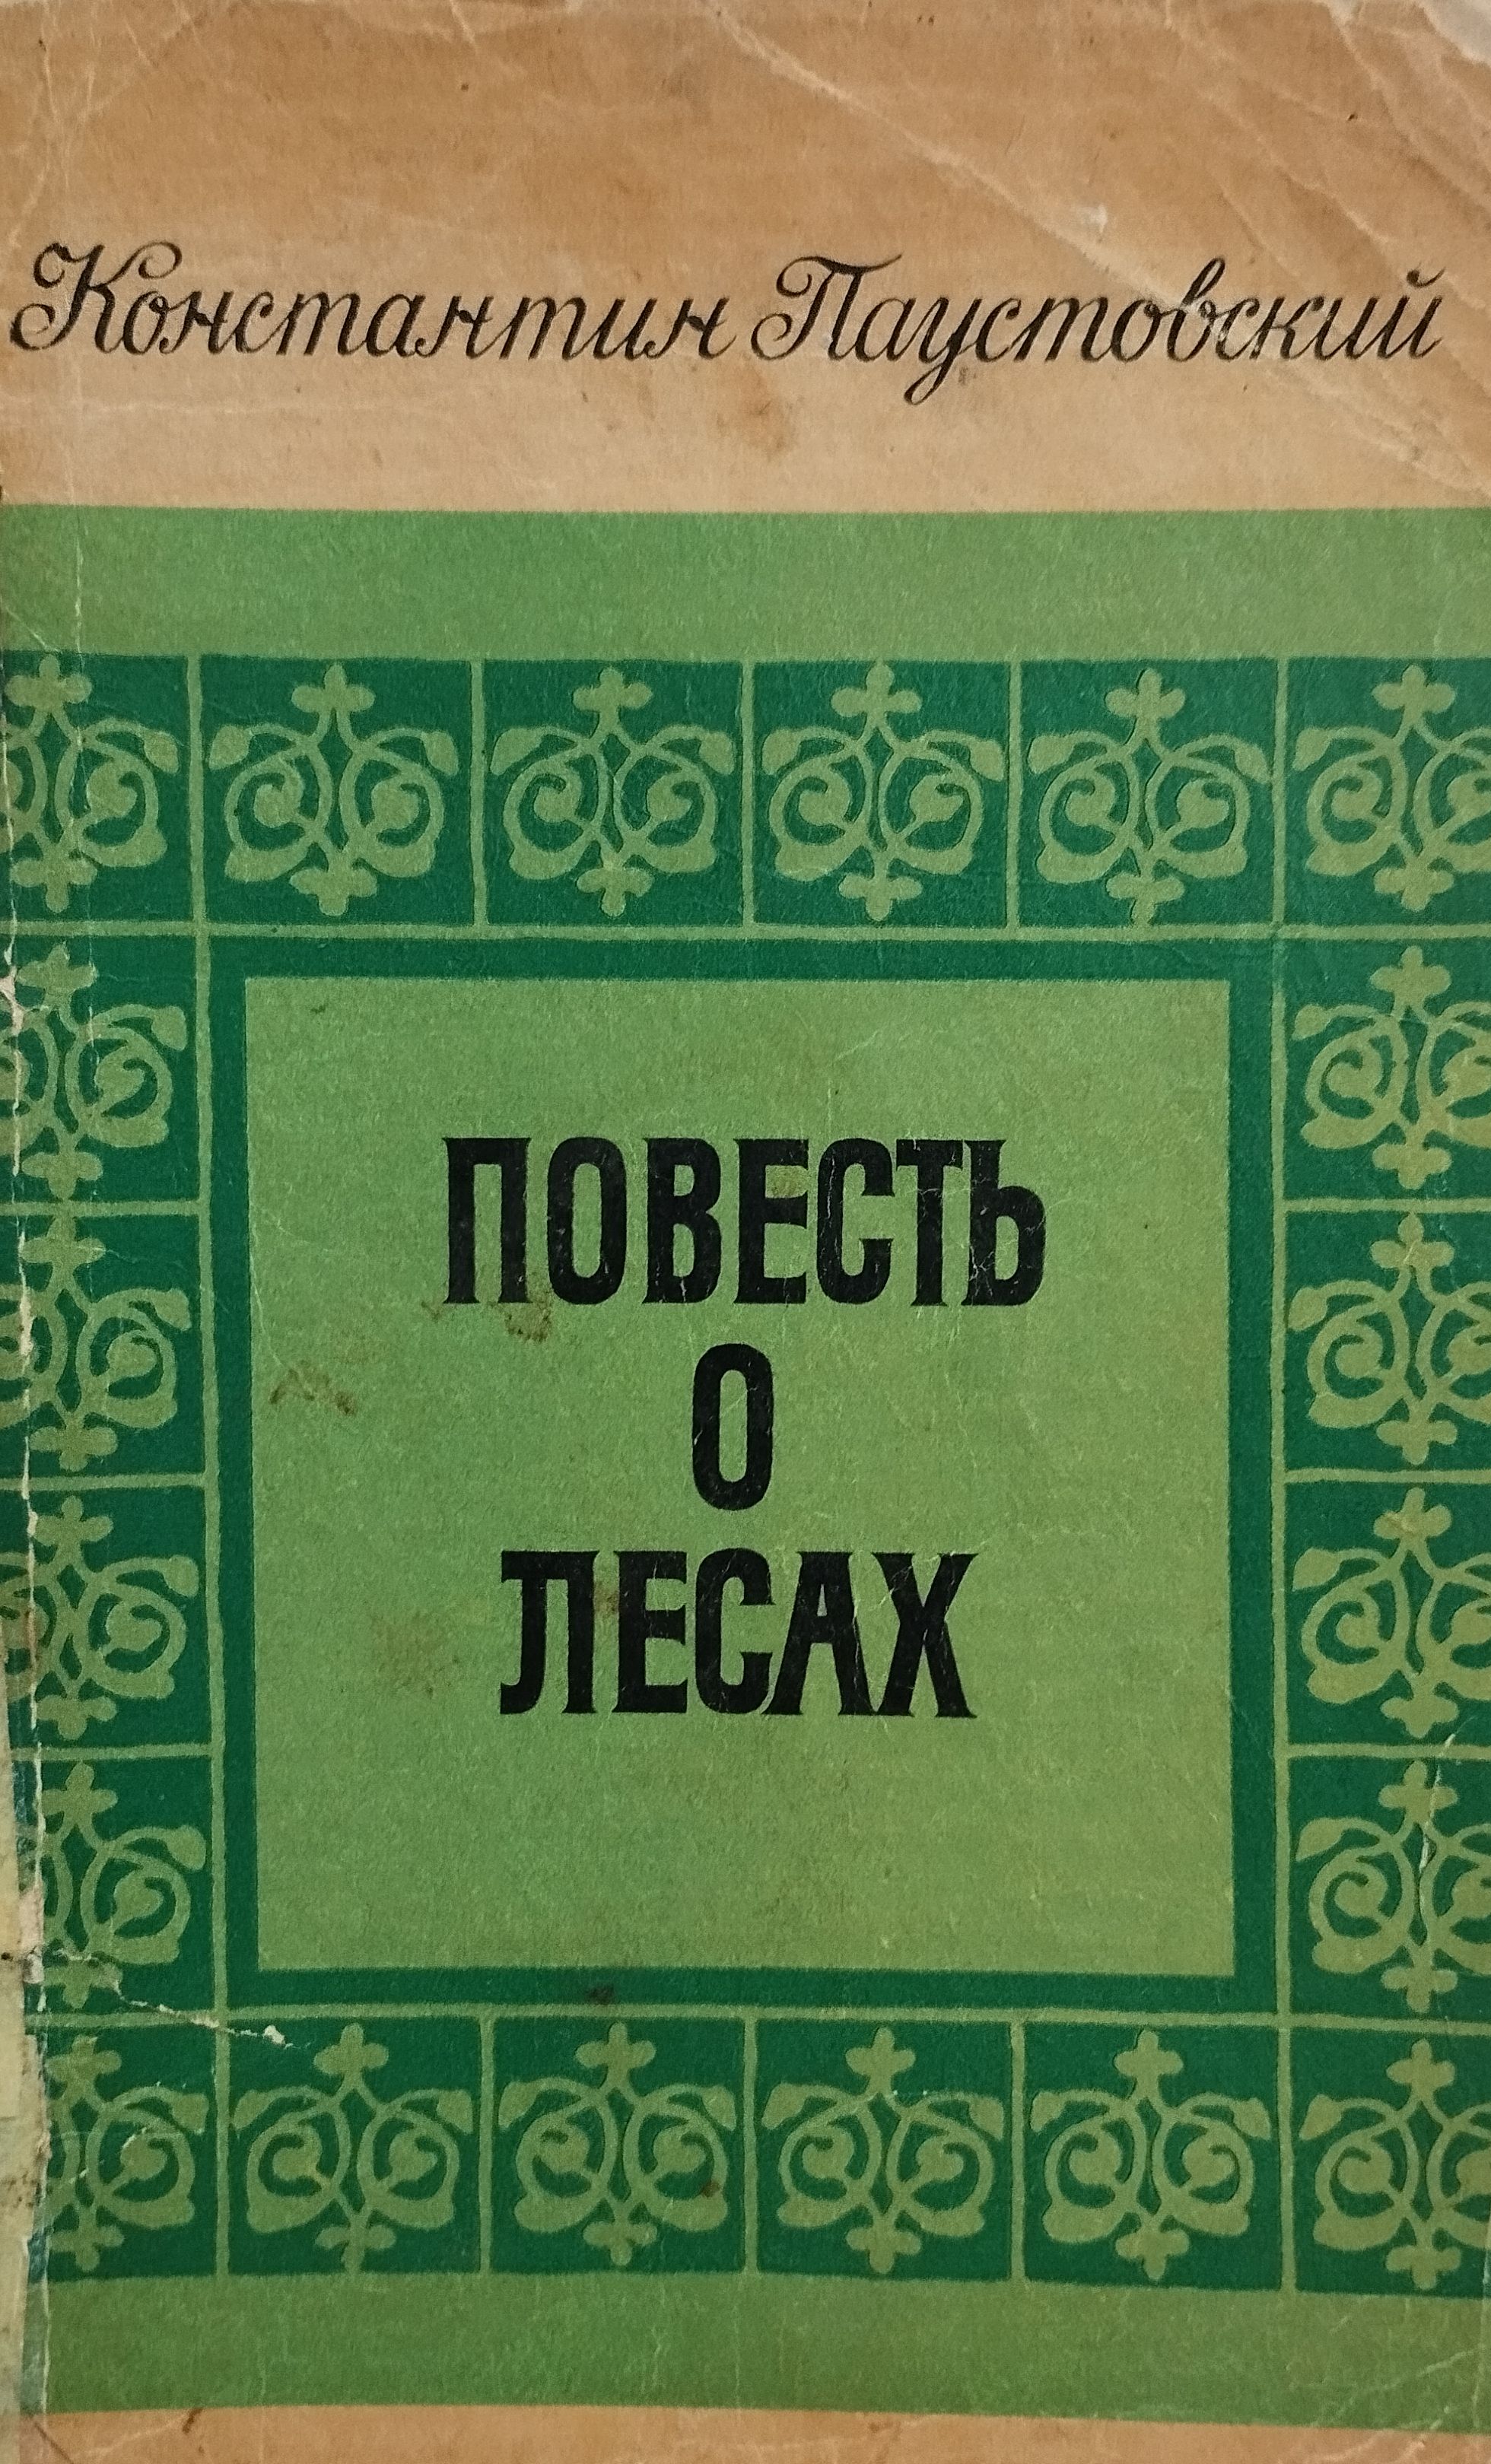 Константин Паустовский
ПОВЕСТЬ
О
ЛЕСАХ